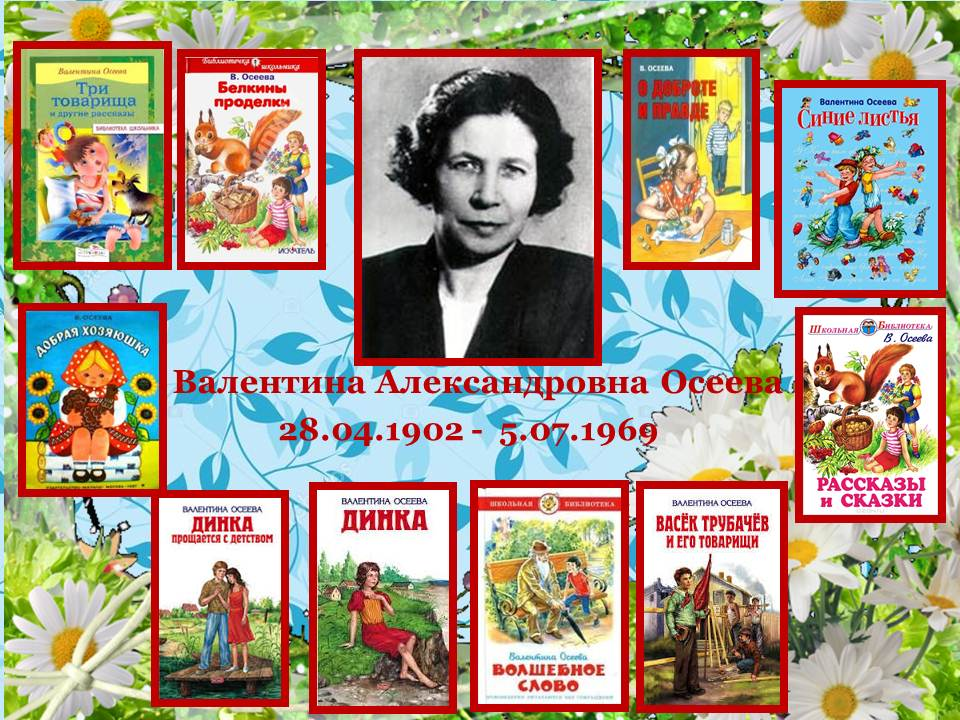 Валентина Осеева
Три
товарища
и другие рассказы
БИБЛИОТЕКА ШКОЛЬНИКА
Библиотечка школьника
В. Осеева
Белкины
проделки
ИСКАТЕЛЬ
В. ОСЕЕВА
О ДОБРОТЕ
И ПРАВДЕ
Валентина Осеева
Синие листья
В. ОСЕЕВА
ДОБРАЯ ХОЗЯЮШКА
Валентина Александровна Осеева
28.04.1902 - 5.07.1969
ШКОЛЬНАЯ БИБЛИОТЕКА
В. Осеева
РАССКАЗЫ
и СКАЗКИ
ВАЛЕНТИНА ОСЕЕВА
ДИНКА
ПРОЩАЕТСЯ С ДЕТСТВОМ
ВАЛЕНТИНА ОСЕЕВА
ДИНКА
ШКОЛЬНАЯ БИБЛИОТЕКА
Валентина Осеева
ВОЛШЕБНОЕ
СЛОВО
ВАЛЕНТИНА ОСЕЕВА
ВАСЁК ТРУБАЧЁВ
И ЕГО ТОВАРИЩИ